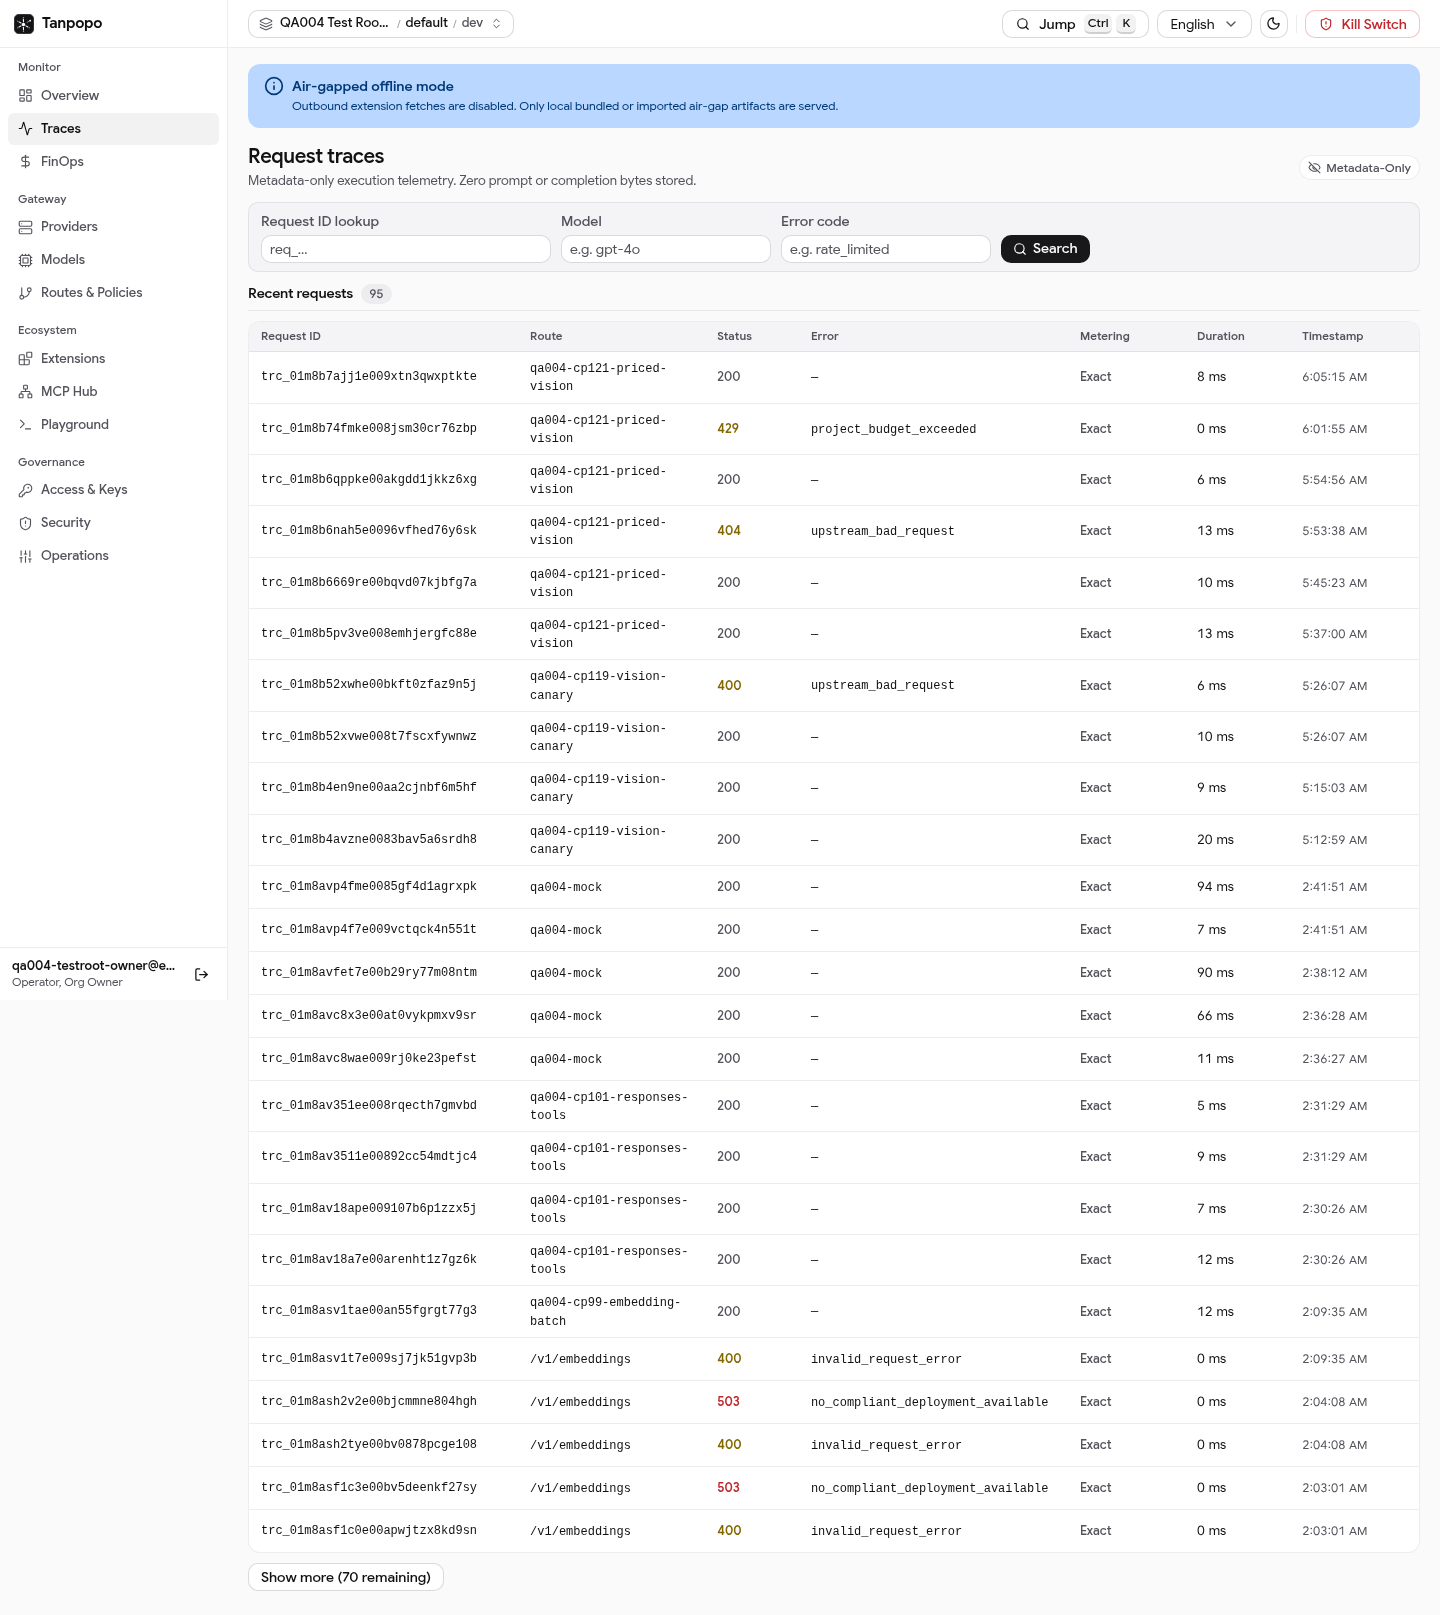 Tanpopo
QA004 Test Roo... / default / dev
Jump Ctrl K
English
Kill Switch
Monitor
Overview
Traces
FinOps
Gateway
Providers
Models
Routes & Policies
Ecosystem
Extensions
MCP Hub
Playground
Governance
Access & Keys
Security
Operations
qa004-testroot-owner@e...
Operator, Org Owner
Air-gapped offline mode
Outbound extension fetches are disabled. Only local bundled or imported air-gap artifacts are served.
Request traces
Metadata-only execution telemetry. Zero prompt or completion bytes stored.
Metadata-Only
Request ID lookup Model Error code
req_... e.g. gpt-4o e.g. rate_limited Search
Recent requests 95
Request ID Route Status Error Metering Duration Timestamp
trc_01m8b7ajj1e009xtn3qwxptkte qa004-cp121-priced-vision 200 — Exact 8 ms 6:05:15 AM
trc_01m8b74fmke008jsm30cr76zbp qa004-cp121-priced-vision 429 project_budget_exceeded Exact 0 ms 6:01:55 AM
trc_01m8b6qppke00akgdd1jkkz6xg qa004-cp121-priced-vision 200 — Exact 6 ms 5:54:56 AM
trc_01m8b6nah5e0096vfhed76y6sk qa004-cp121-priced-vision 404 upstream_bad_request Exact 13 ms 5:53:38 AM
trc_01m8b6669re00bqvd07kjbfg7a qa004-cp121-priced-vision 200 — Exact 10 ms 5:45:23 AM
trc_01m8b5pv3ve008emhjergfc88e qa004-cp121-priced-vision 200 — Exact 13 ms 5:37:00 AM
trc_01m8b52xwhe00bkft0zfaz9n5j qa004-cp119-vision-canary 400 upstream_bad_request Exact 6 ms 5:26:07 AM
trc_01m8b52xvwe008t7fscxfywnwz qa004-cp119-vision-canary 200 — Exact 10 ms 5:26:07 AM
trc_01m8b4en9ne00aa2cjnbf6m5hf qa004-cp119-vision-canary 200 — Exact 9 ms 5:15:03 AM
trc_01m8b4avzne0083bav5a6srdh8 qa004-cp119-vision-canary 200 — Exact 20 ms 5:12:59 AM
trc_01m8avp4fme0085gf4d1agrxpk qa004-mock 200 — Exact 94 ms 2:41:51 AM
trc_01m8avp4f7e009vctqck4n551t qa004-mock 200 — Exact 7 ms 2:41:51 AM
trc_01m8avfet7e00b29ry77m08ntm qa004-mock 200 — Exact 90 ms 2:38:12 AM
trc_01m8avc8x3e00at0vykpmxv9sr qa004-mock 200 — Exact 66 ms 2:36:28 AM
trc_01m8avc8wae009rj0ke23pefst qa004-mock 200 — Exact 11 ms 2:36:27 AM
trc_01m8av351ee008rqecth7gmvbd qa004-cp101-responses-tools 200 — Exact 5 ms 2:31:29 AM
trc_01m8av3511e00892cc54mdtjc4 qa004-cp101-responses-tools 200 — Exact 9 ms 2:31:29 AM
trc_01m8av18ape009107b6p1zzx5j qa004-cp101-responses-tools 200 — Exact 7 ms 2:30:26 AM
trc_01m8av18a7e00arenht1z7gz6k qa004-cp101-responses-tools 200 — Exact 12 ms 2:30:26 AM
trc_01m8asv1tae00an55fgrgt77g3 qa004-cp99-embedding-batch 200 — Exact 12 ms 2:09:35 AM
trc_01m8asv1t7e009sj7jk51gvp3b /v1/embeddings 400 invalid_request_error Exact 0 ms 2:09:35 AM
trc_01m8ash2v2e00bjcmmne804hgh /v1/embeddings 503 no_compliant_deployment_available Exact 0 ms 2:04:08 AM
trc_01m8ash2tye00bv0878pcge108 /v1/embeddings 400 invalid_request_error Exact 0 ms 2:04:08 AM
trc_01m8asf1c3e00bv5deenkf27sy /v1/embeddings 503 no_compliant_deployment_available Exact 0 ms 2:03:01 AM
trc_01m8asf1c0e00apwjtzx8kd9sn /v1/embeddings 400 invalid_request_error Exact 0 ms 2:03:01 AM
Show more (70 remaining)